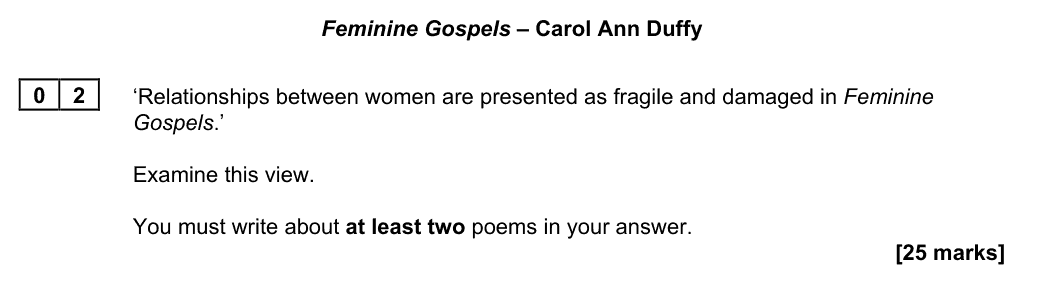 Feminine Gospels – Carol Ann Duffy
0 2 ‘Relationships between women are presented as fragile and damaged in Feminine
Gospels.’
Examine this view.
You must write about at least two poems in your answer.
[25 marks]